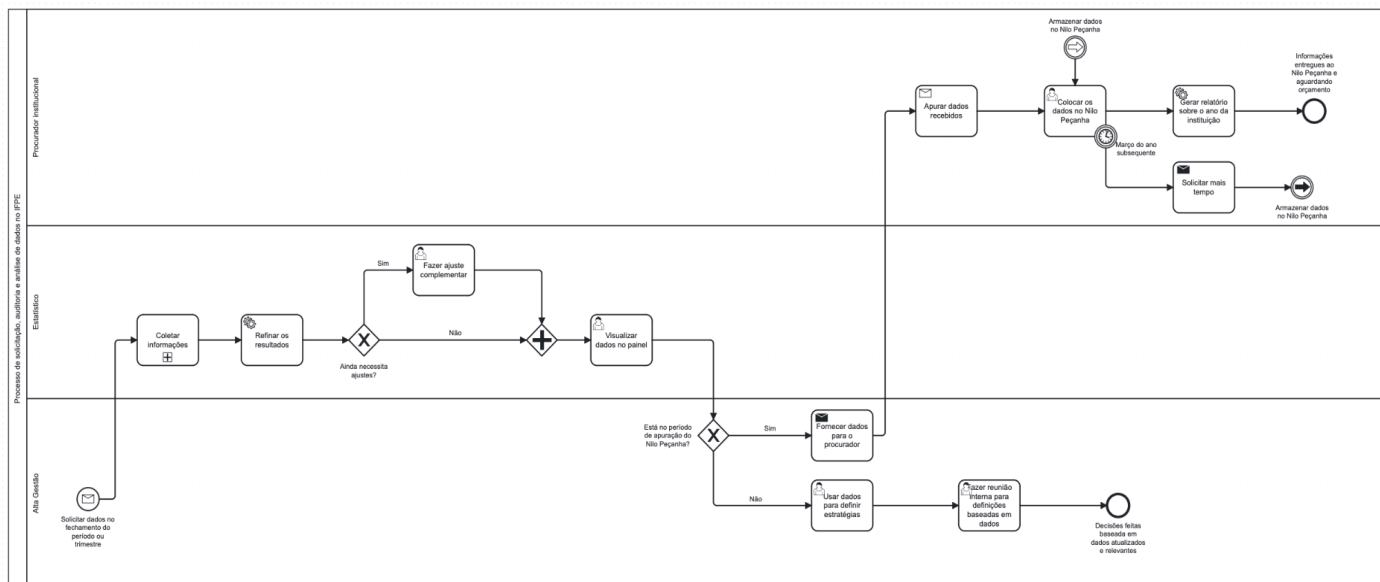 Processo de solicitação, auditoria e análise de dados no IFPE
Procurador institucional
Armazenar dados
no Nilo Peçanha
Informações
entregues ao
Nilo Peçanha e
aguardando
orçamento
Apurar dados
recebidos
Colocar os
dados no Nilo
Peçanha
Gerar relatório
sobre o ano da
instituição
Março do ano
subsequente
Solicitar mais
tempo
Armazenar dados
no Nilo Peçanha
Estatístico
Coletar
informações
Refinar os
resultados
Ainda necessita
ajustes?
Sim
Fazer ajuste
complementar
Não
Visualizar
dados no painel
Alta Gestão
Solicitar dados no
fechamento do
período ou
trimestre
Está no período
de apuração do
Nilo Peçanha?
Sim
Fornecer dados
para o
procurador
Não
Usar dados
para definir
estratégias
Fazer reunião
interna para
definições
baseadas em
dados
Decisões feitas
baseada em
dados atualizados
e relevantes